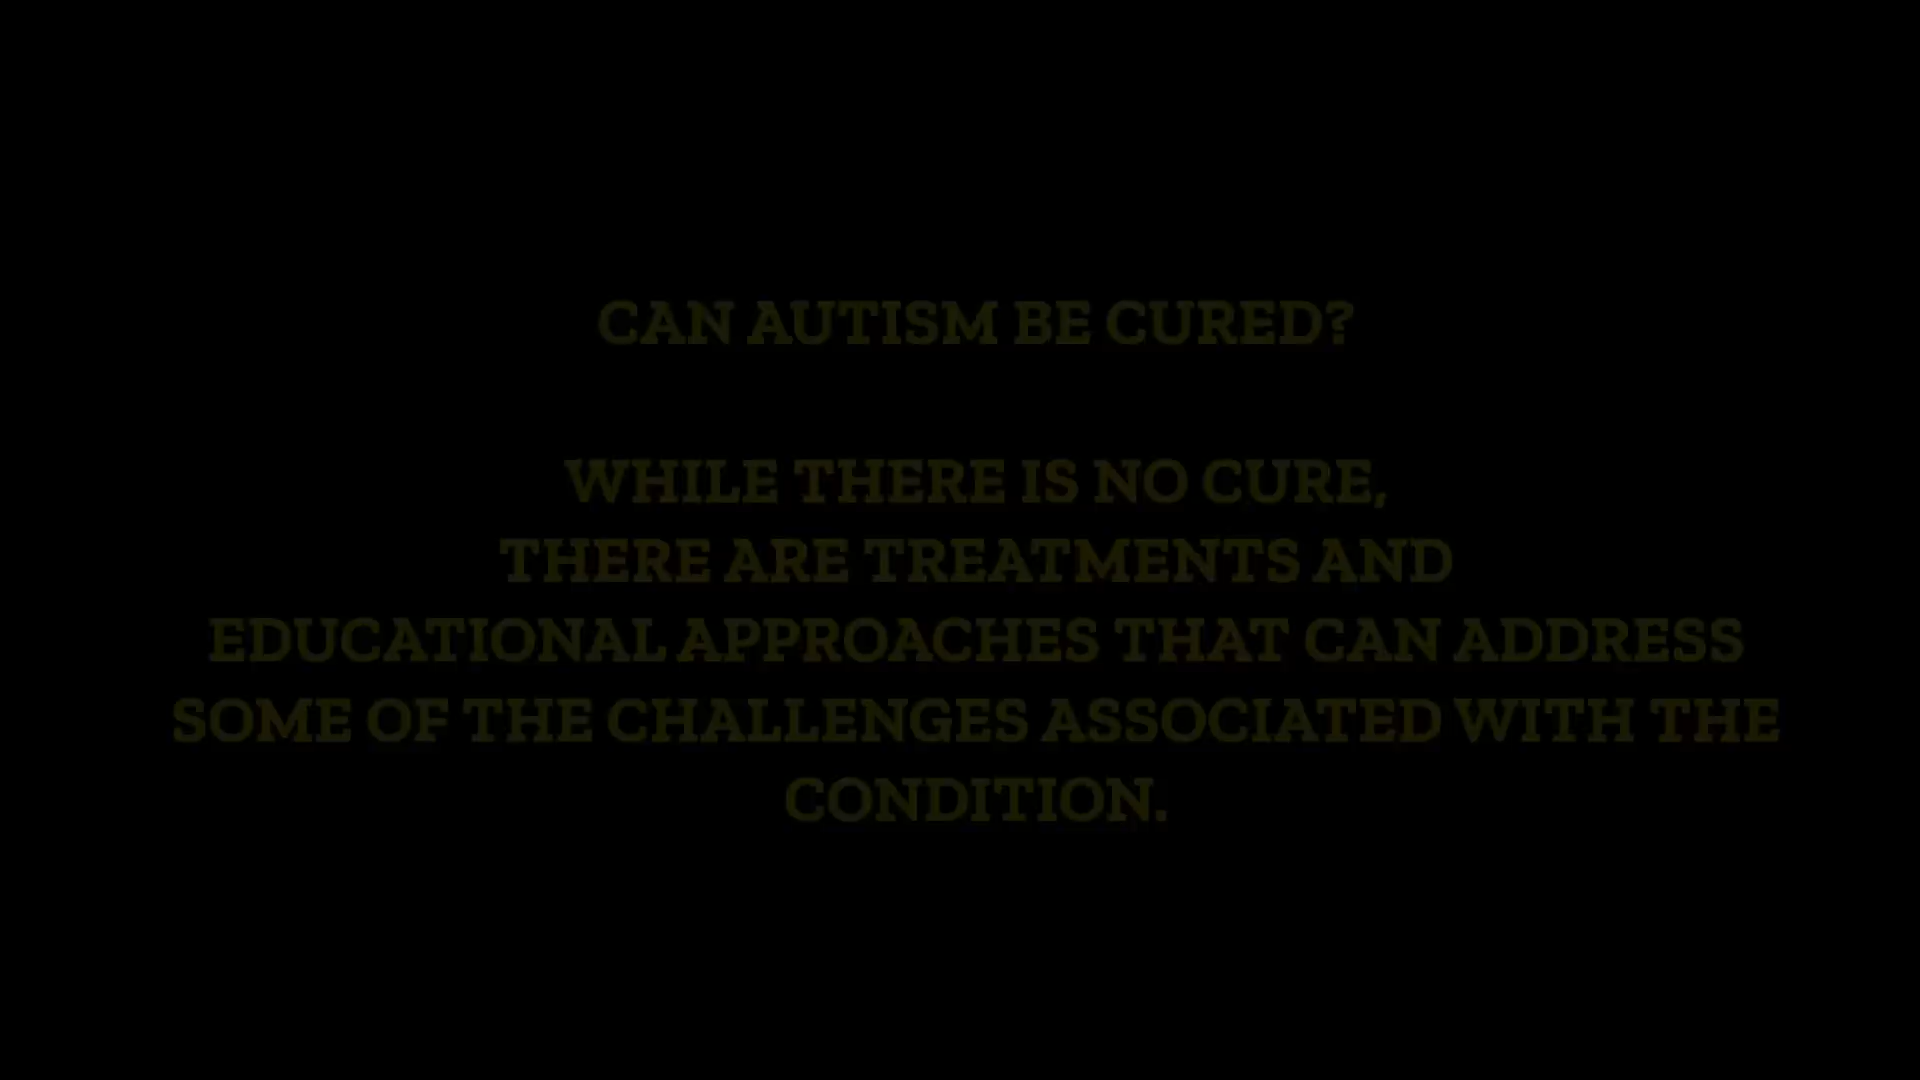 CAN AUTISM BE CURED?
WHILE THERE IS NO CURE,
THERE ARE TREATMENTS AND
EDUCATIONAL APPROACHES THAT CAN ADDRESS
SOME OF THE CHALLENGES ASSOCIATED WITH THE
CONDITION.